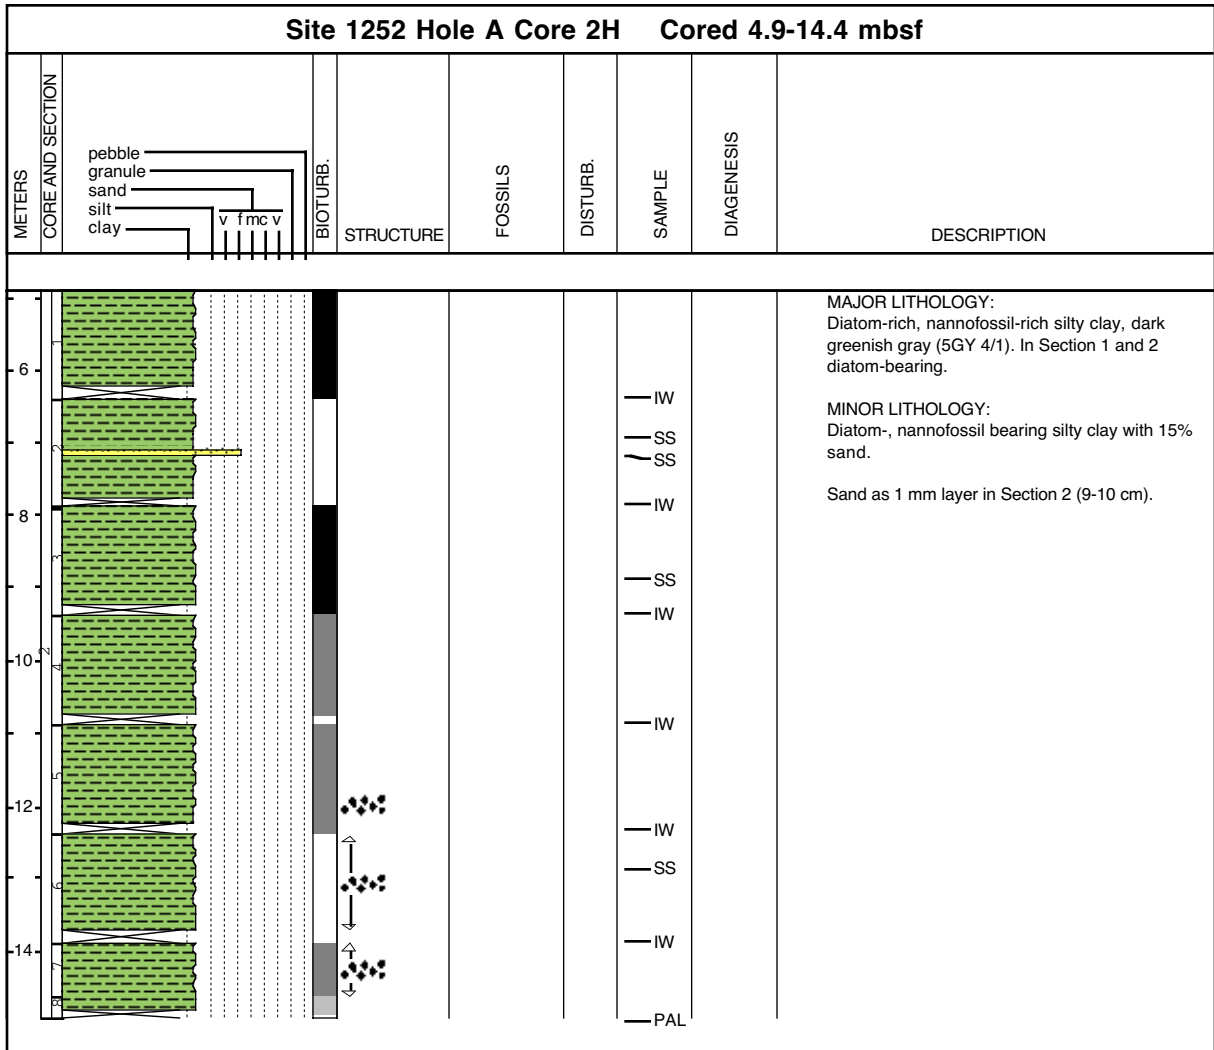 Site 1252 Hole A Core 2H Cored 4.9-14.4 mbsf
METERS
CORE AND SECTION
pebble
granule
sand
silt
clay
v f m c v
BIOTURB.
STRUCTURE
FOSSILS
DISTURB.
SAMPLE
DIAGENESIS
DESCRIPTION
MAJOR LITHOLOGY:
Diatom-rich, nannofossil-rich silty clay, dark
greenish gray (5GY 4/1). In Section 1 and 2
diatom-bearing.
MINOR LITHOLOGY:
Diatom-, nannofossil bearing silty clay with 15%
sand.
Sand as 1 mm layer in Section 2 (9-10 cm).
1
6
IW
2
SS
SS
IW
8
3
SS
IW
2
10
4
IW
5
12
IW
6
SS
IW
14
7
8
PAL